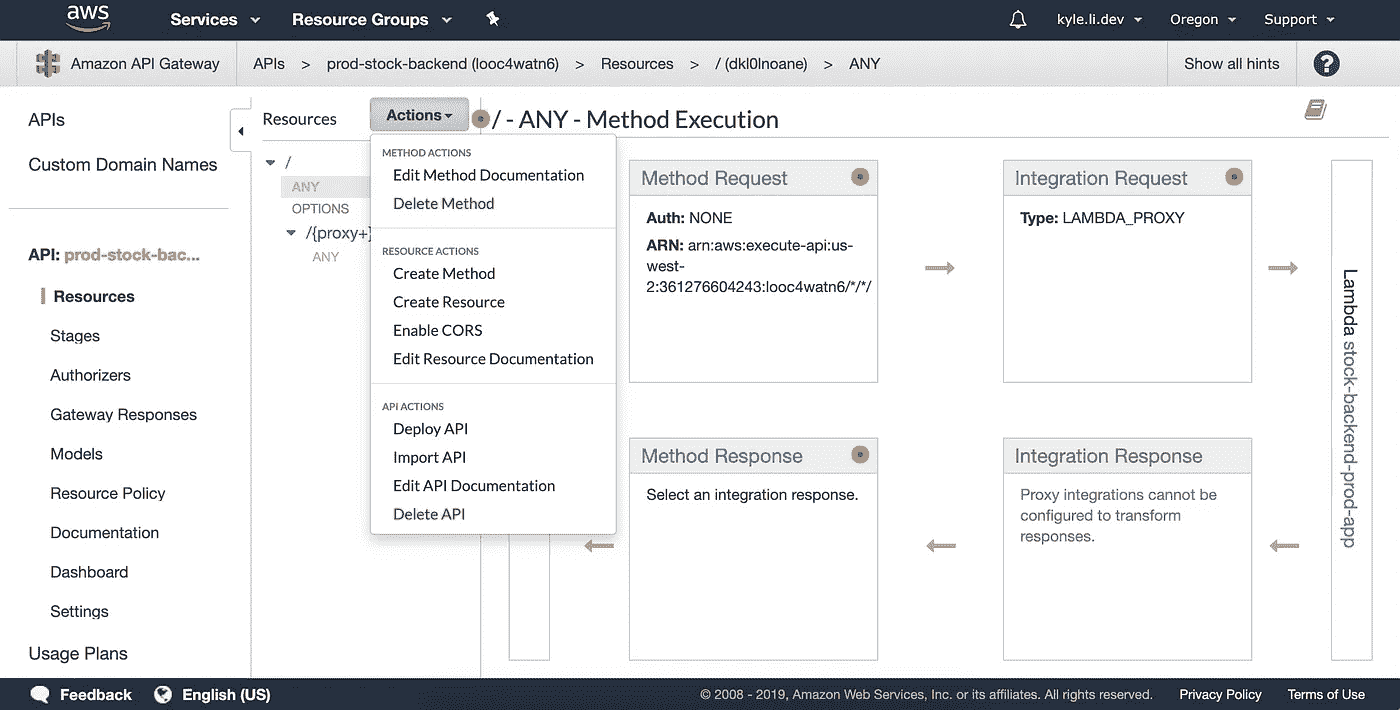 aws Services Resource Groups kyle.li.dev Oregon Support
Amazon API Gateway APIs > prod-stock-backend (looc4watn6) > Resources > / (dkl0lnoane) > ANY Show all hints ?
APIs
Custom Domain Names
API: prod-stock-bac...
Resources
Stages
Authorizers
Gateway Responses
Models
Resource Policy
Documentation
Dashboard
Settings
Usage Plans
Resources
/
ANY
OPTIONS
/{proxy+}
ANY
Actions
METHOD ACTIONS
Edit Method Documentation
Delete Method
RESOURCE ACTIONS
Create Method
Create Resource
Enable CORS
Edit Resource Documentation
API ACTIONS
Deploy API
Import API
Edit API Documentation
Delete API
/ - ANY - Method Execution
Method Request
Auth: NONE
ARN: arn:aws:execute-api:us-
west-
2:361276604243:looc4watn6/*/*/
Integration Request
Type: LAMBDA_PROXY
Method Response
Select an integration response.
Integration Response
Proxy integrations cannot be
configured to transform
responses.
Lambda stock-backend-prod-app
Feedback English (US) © 2008 - 2019, Amazon Web Services, Inc. or its affiliates. All rights reserved. Privacy Policy Terms of Use